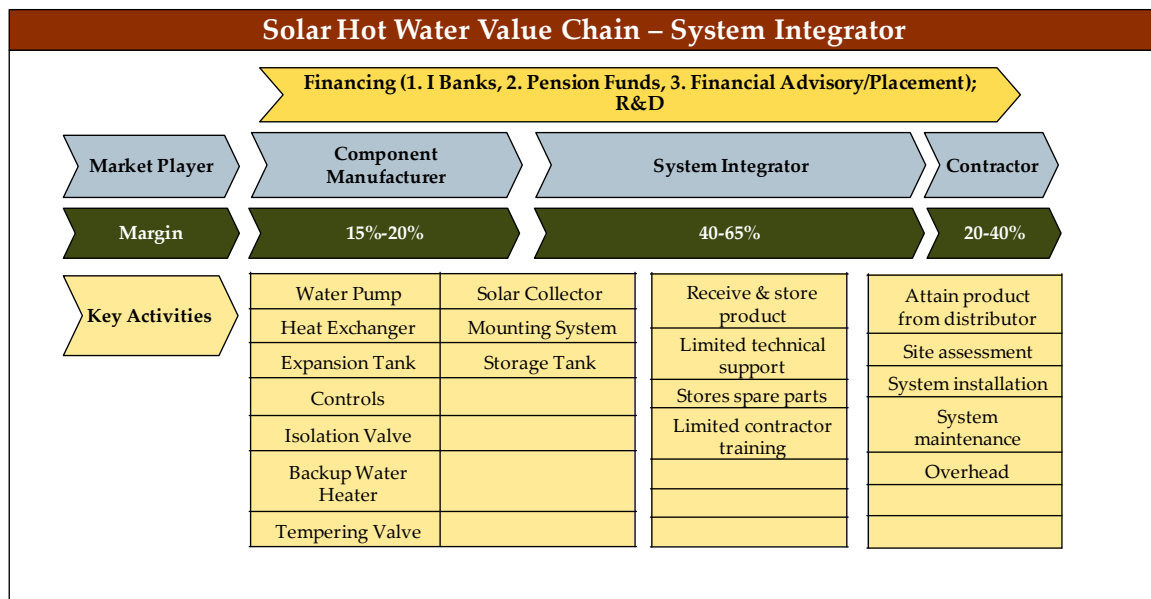 Solar Hot Water Value Chain – System Integrator
Financing (1. I Banks, 2. Pension Funds, 3. Financial Advisory/Placement);
R&D
Market Player
Component
Manufacturer
System Integrator
Contractor
Margin
15%-20%
40-65%
20-40%
Key Activities
Water Pump
Heat Exchanger
Expansion Tank
Controls
Isolation Valve
Backup Water
Heater
Tempering Valve
Solar Collector
Mounting System
Storage Tank
Receive & store
product
Limited technical
support
Stores spare parts
Limited contractor
training
Attain product
from distributor
Site assessment
System installation
System
maintenance
Overhead